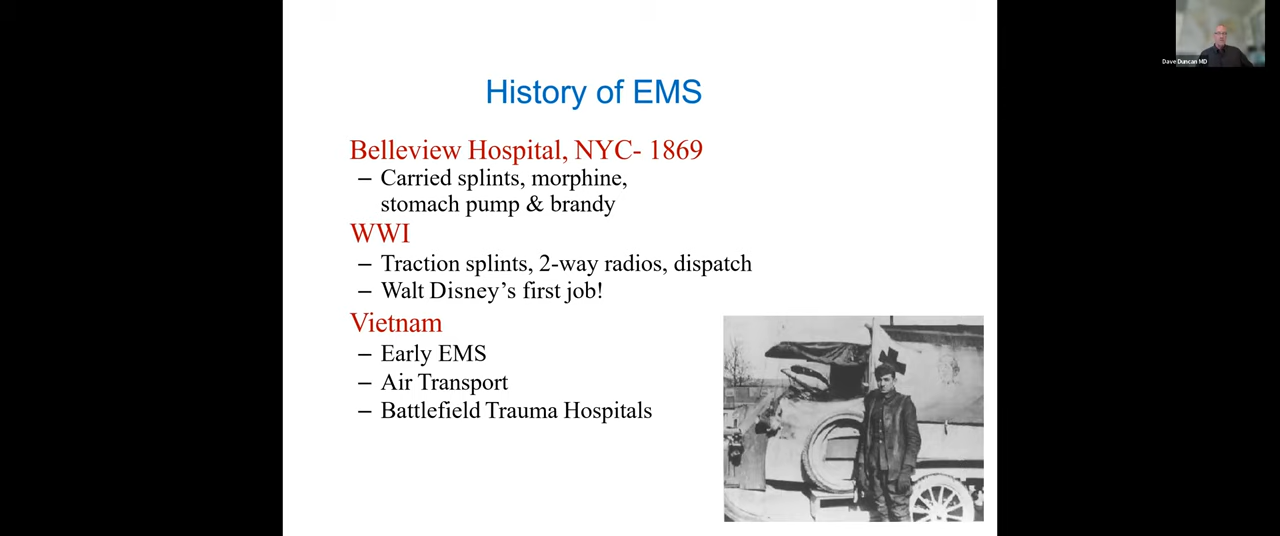 Dave Duncan MD
History of EMS
Belleview Hospital, NYC- 1869
– Carried splints, morphine,
stomach pump & brandy
WWI
– Traction splints, 2-way radios, dispatch
– Walt Disney’s first job!
Vietnam
– Early EMS
– Air Transport
– Battlefield Trauma Hospitals